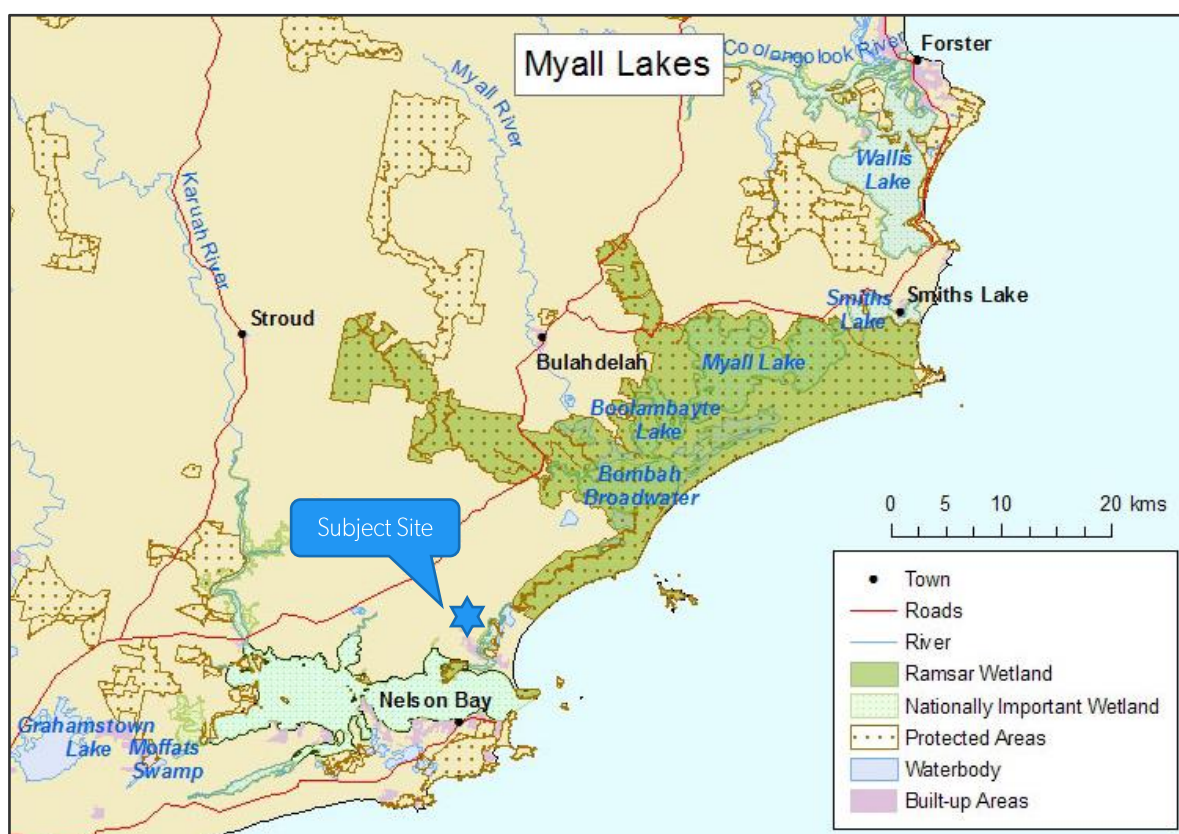 Myall Lakes
Coolongolook River
Forster
Myall River
Wallis
Lake
Karuah River
Smiths Lake
Smiths
Lake
Stroud
Bulahdelah
Myall Lake
Boolambayte
Lake
Bombah
Broadwater
0 10 20 kms
Subject Site
Nelson Bay
Grahamstown
Lake
Moffats
Swamp
Town
Roads
River
Ramsar Wetland
Nationally Important Wetland
Protected Areas
Waterbody
Built-up Areas